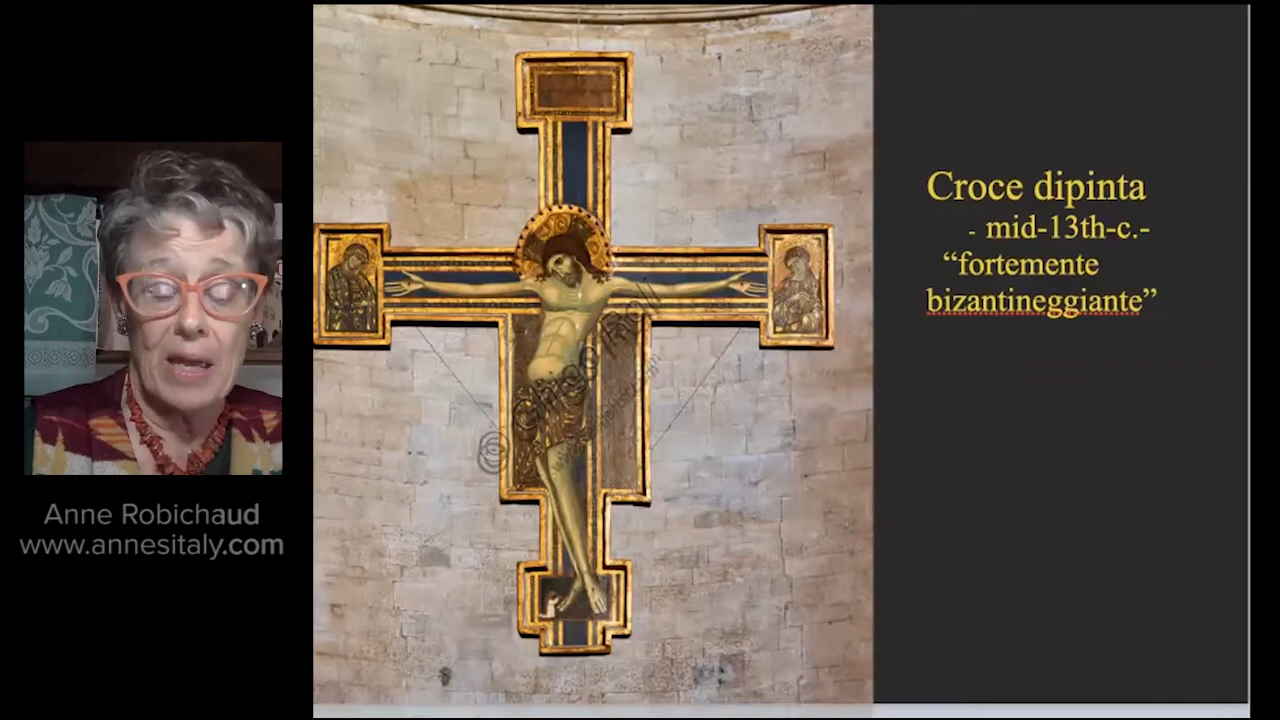 Croce dipinta
- mid-13th-c.-
“fortemente
bizantineggiante”
Anne Robichaud
www.annesitaly.com